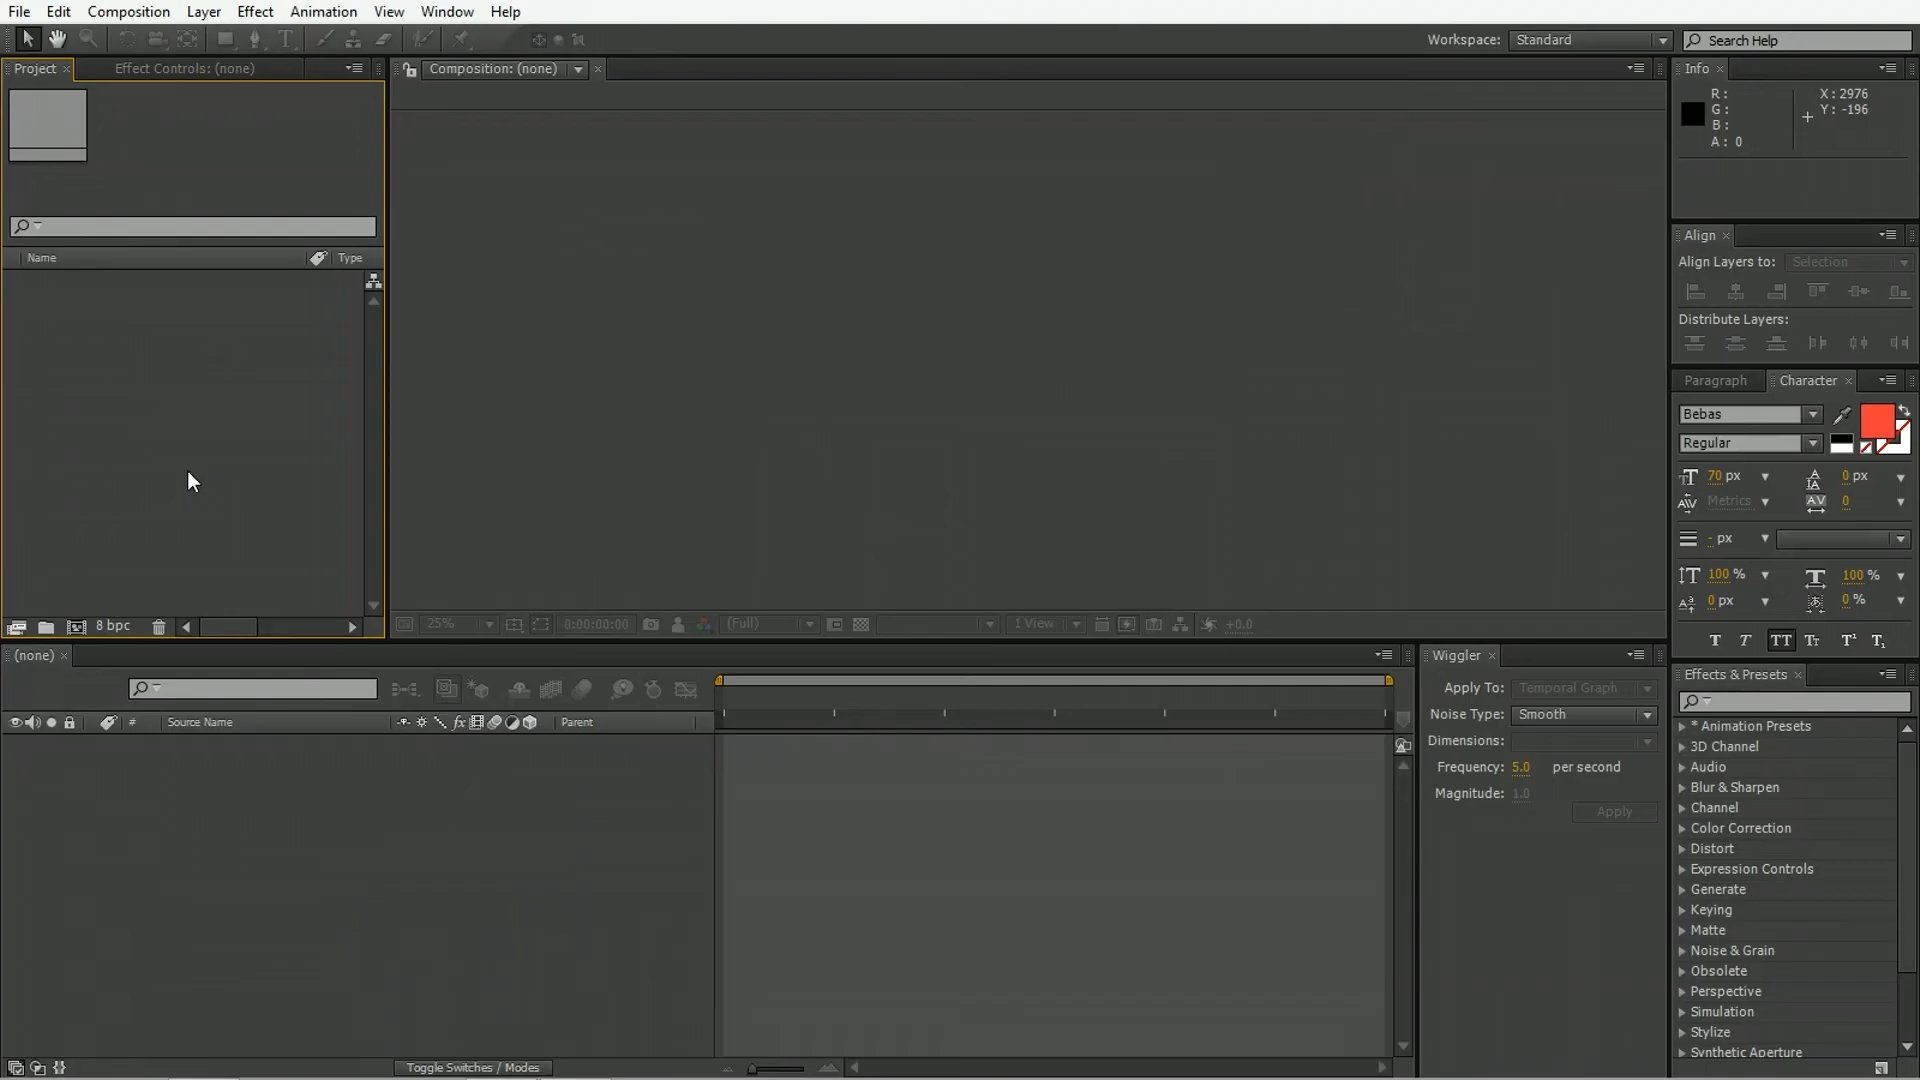 File Edit Composition Layer Effect Animation View Window Help
Workspace: Standard Search Help
Project Effect Controls: (none) Composition: (none) Info
R: X: 2976
G: Y: -196
B:
A: 0
Align
Align Layers to: Selection
Distribute Layers:
Name Type
Paragraph Character
Bebas
Regular
70 px 0 px
Metrics 0
- px
100 % 100 %
0 px 0 %
T T TT Tt T¹ T₁
8 bpc 25% 0:00:00:00 (Full) 1 View +0.0
(none) Wiggler
Apply To: Temporal Graph
Noise Type: Smooth
Dimensions:
Frequency: 5.0 per second
Magnitude: 1.0
Apply
# Source Name fx Parent
Effects & Presets
* Animation Presets
3D Channel
Audio
Blur & Sharpen
Channel
Color Correction
Distort
Expression Controls
Generate
Keying
Matte
Noise & Grain
Obsolete
Perspective
Simulation
Stylize
Synthetic Aperture
Toggle Switches / Modes